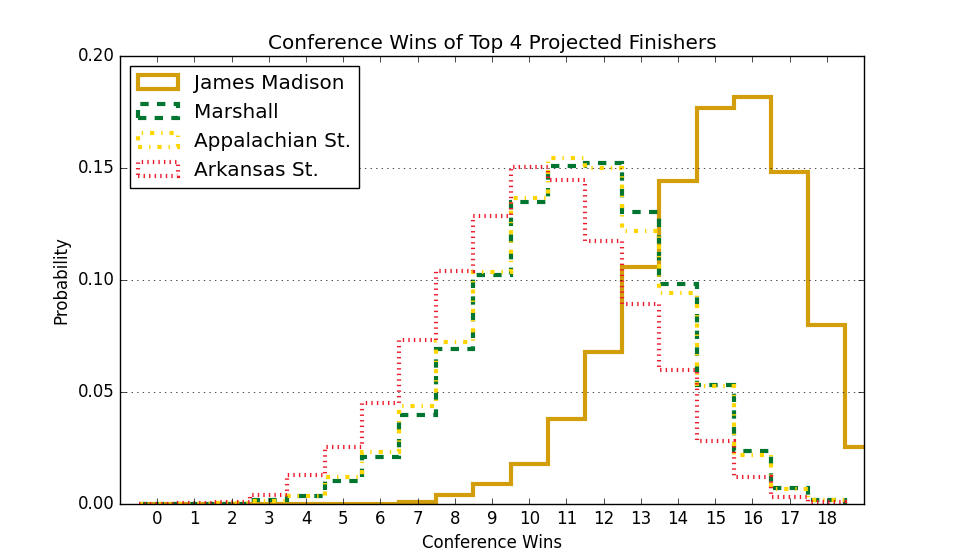 Conference Wins of Top 4 Projected Finishers
0.20
James Madison
Marshall
Appalachian St.
Arkansas St.
0.15
0.10
0.05
0.00
Probability
0 1 2 3 4 5 6 7 8 9 10 11 12 13 14 15 16 17 18
Conference Wins